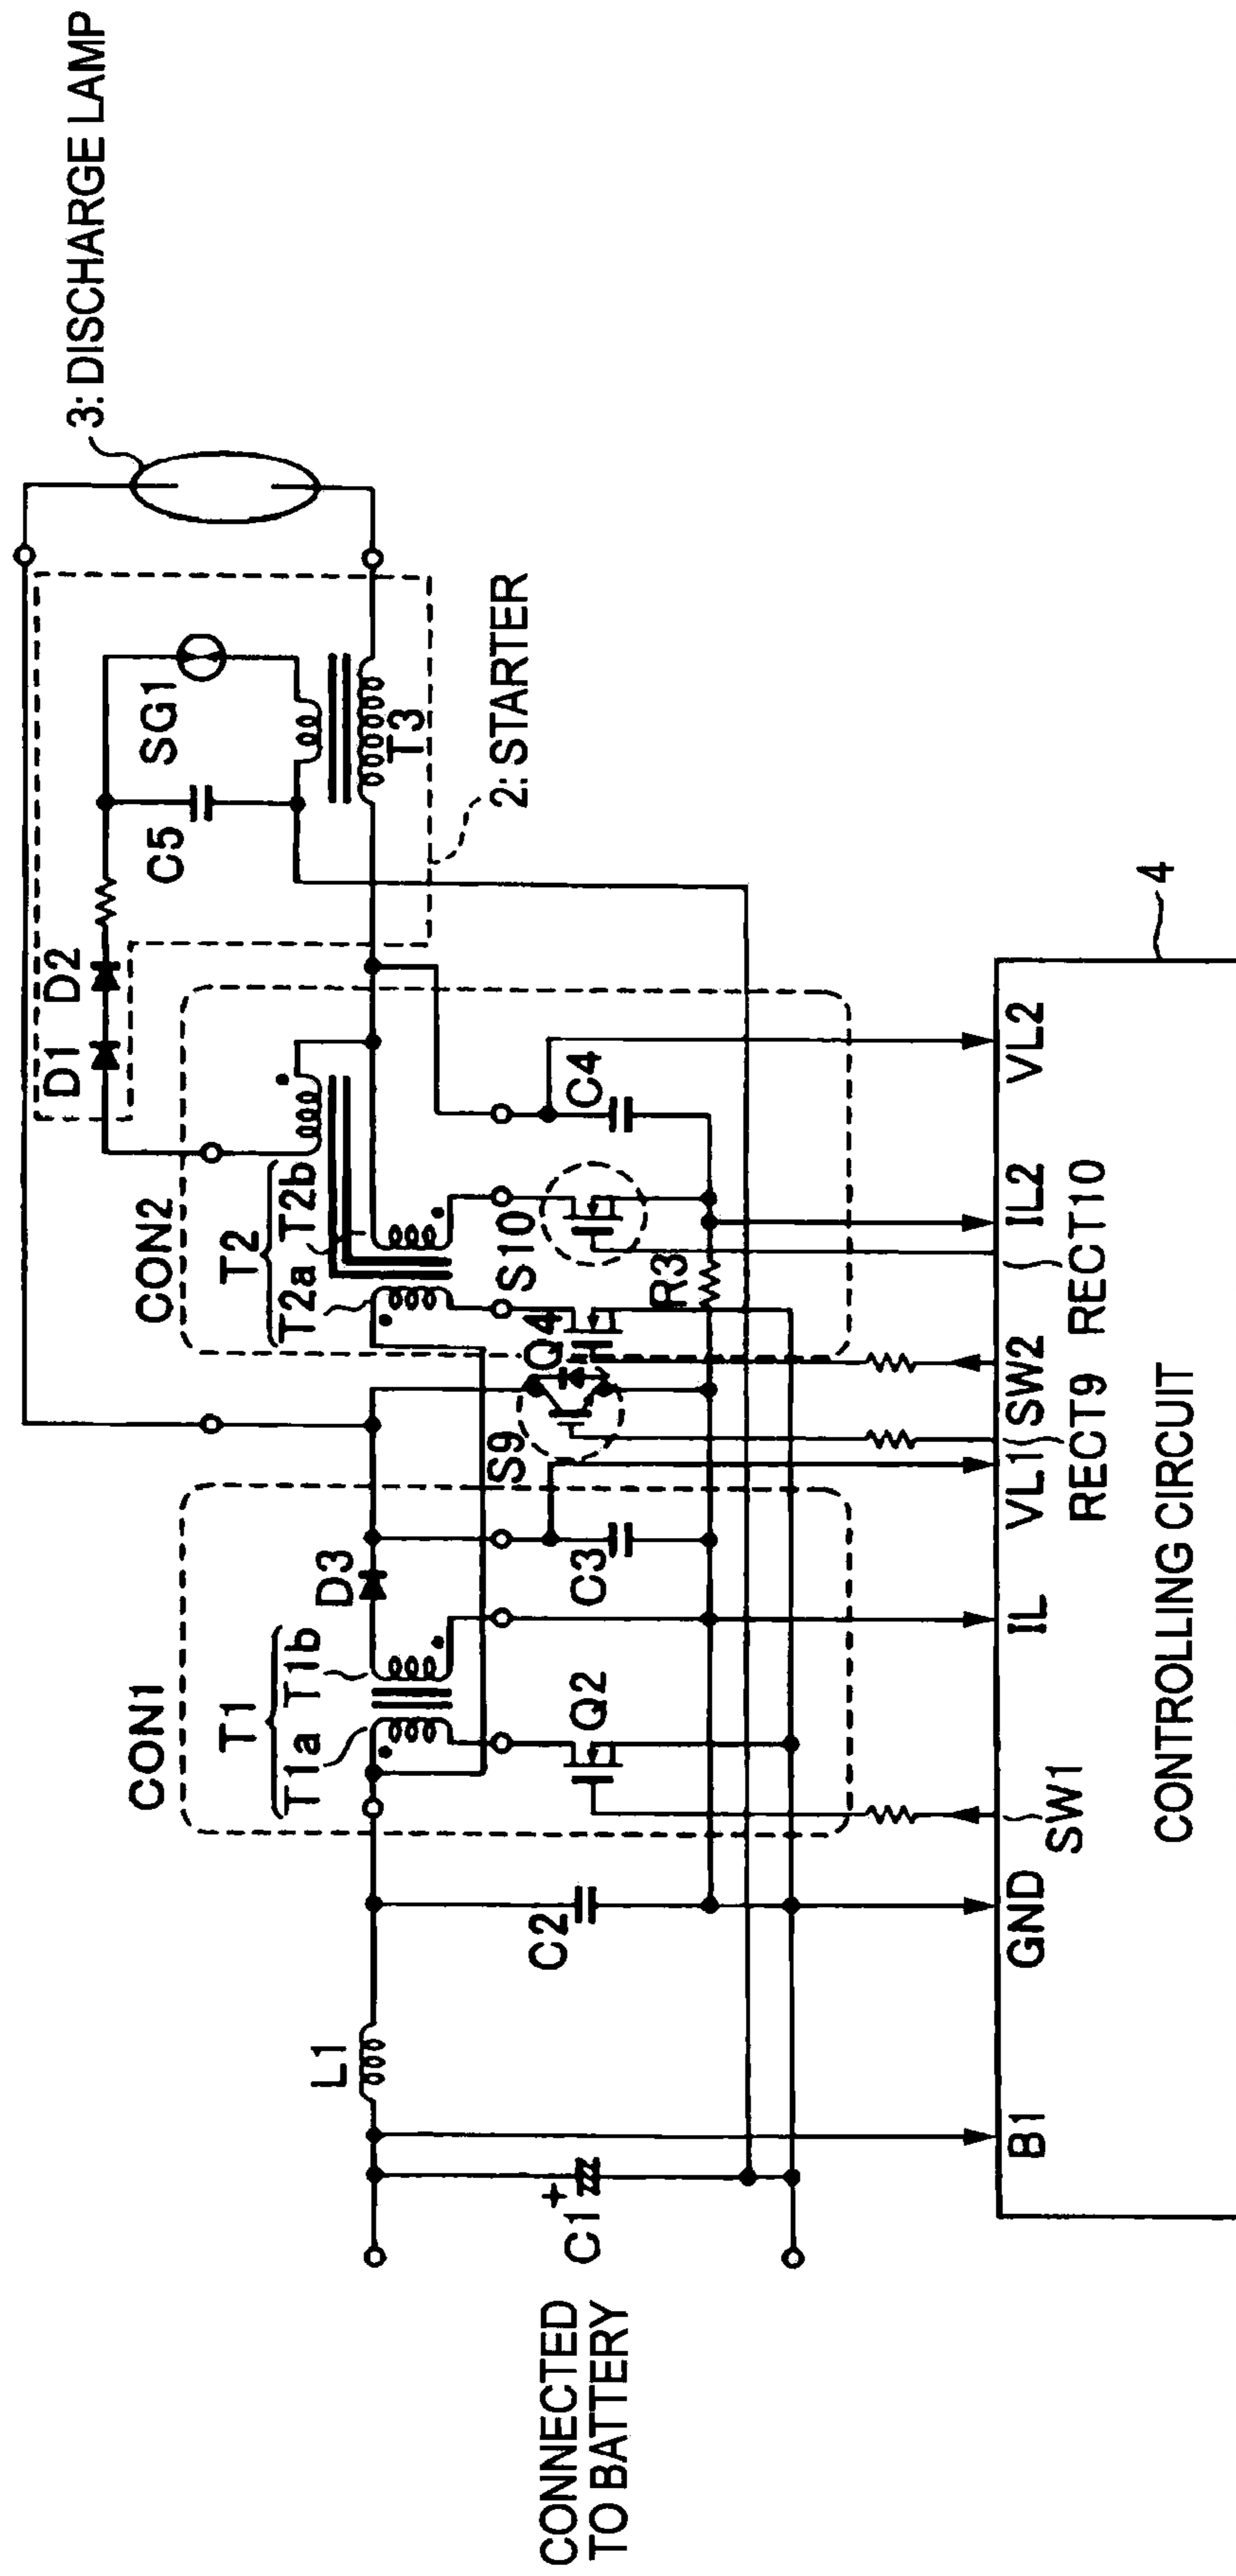 3: DISCHARGE LAMP
D1
D2
C5
SG1
T3
2: STARTER
CON1
T1
T1a
T1b
D3
CON2
T2
T2a
T2b
L1
C2
Q2
C3
S9
Q4
S10
R3
C4
C1
+
CONNECTED
TO BATTERY
4
B1
GND
SW1
IL
VL1
RECT9
SW2
RECT10
IL2
VL2
CONTROLLING CIRCUIT